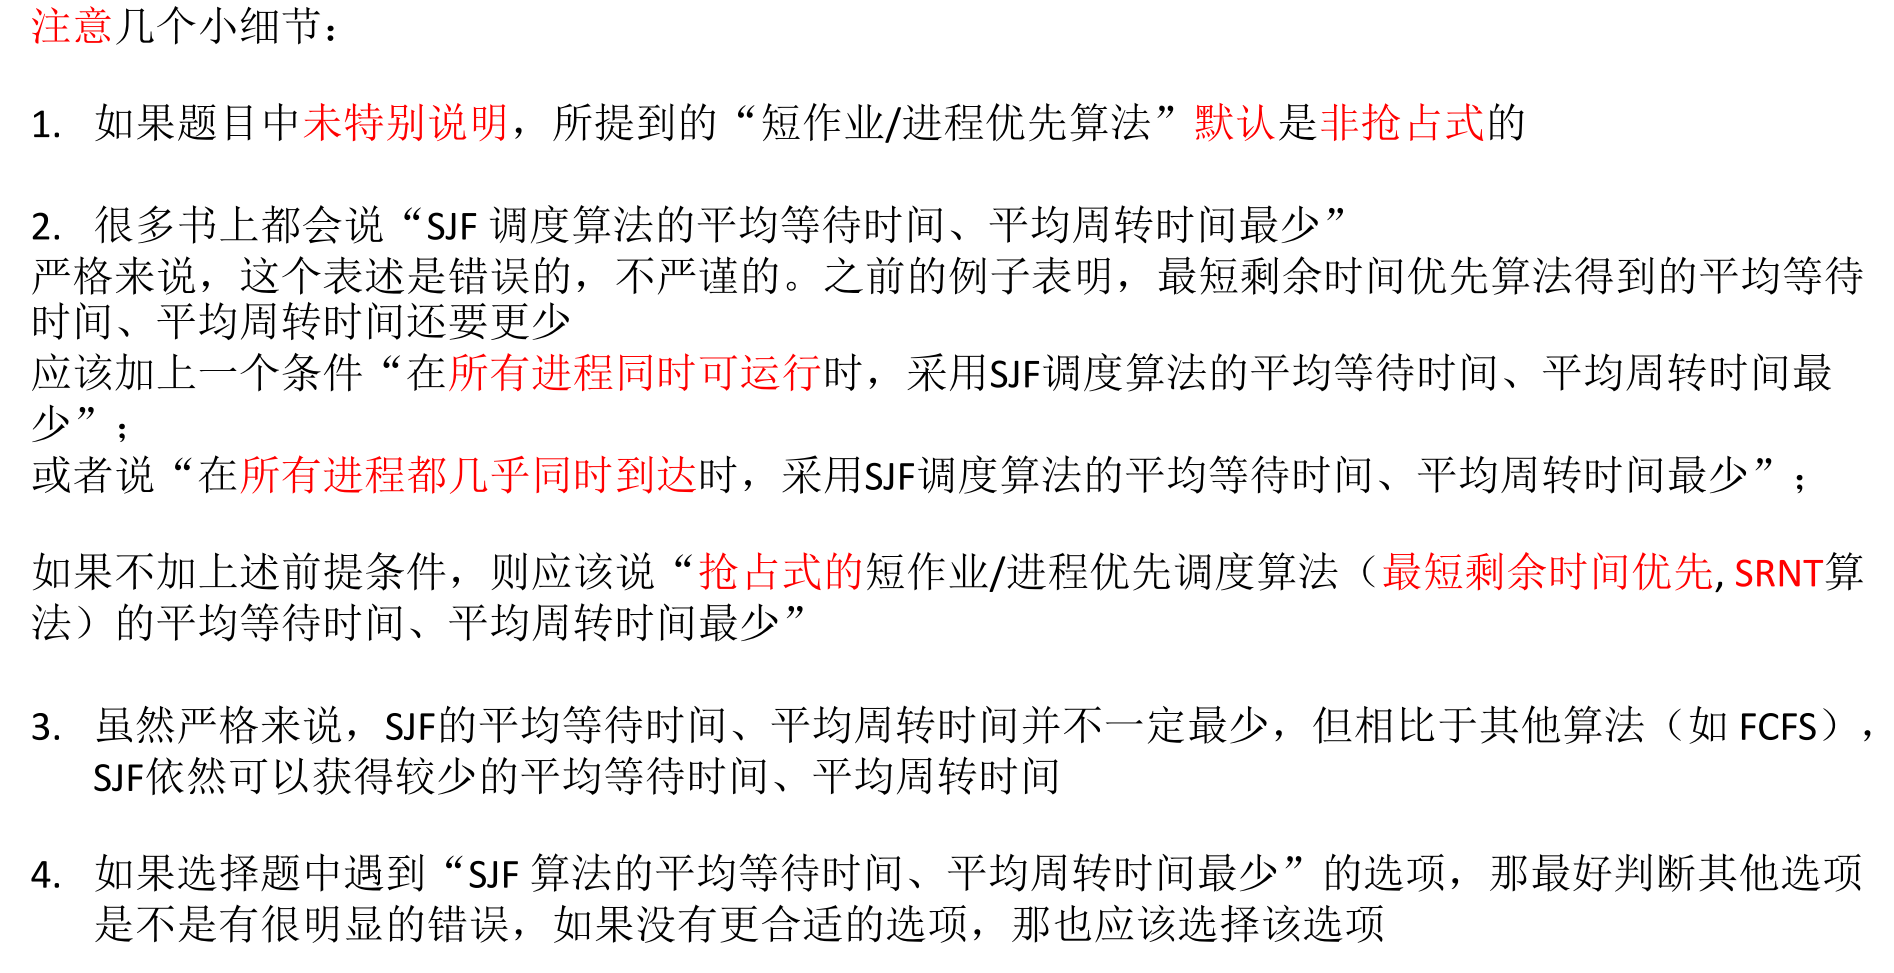 注意几个小细节：
1. 如果题目中未特别说明，所提到的“短作业/进程优先算法”默认是非抢占式的
2. 很多书上都会说“SJF 调度算法的平均等待时间、平均周转时间最少”
严格来说，这个表述是错误的，不严谨的。之前的例子表明，最短剩余时间优先算法得到的平均等待
时间、平均周转时间还要更少
应该加上一个条件“在所有进程同时可运行时，采用SJF调度算法的平均等待时间、平均周转时间最
少”；
或者说“在所有进程都几乎同时到达时，采用SJF调度算法的平均等待时间、平均周转时间最少”；
如果不加上述前提条件，则应该说“抢占式的短作业/进程优先调度算法（最短剩余时间优先, SRNT算
法）的平均等待时间、平均周转时间最少”
3. 虽然严格来说，SJF的平均等待时间、平均周转时间并不一定最少，但相比于其他算法（如 FCFS），
SJF依然可以获得较少的平均等待时间、平均周转时间
4. 如果选择题中遇到“SJF 算法的平均等待时间、平均周转时间最少”的选项，那最好判断其他选项
是不是有很明显的错误，如果没有更合适的选项，那也应该选择该选项